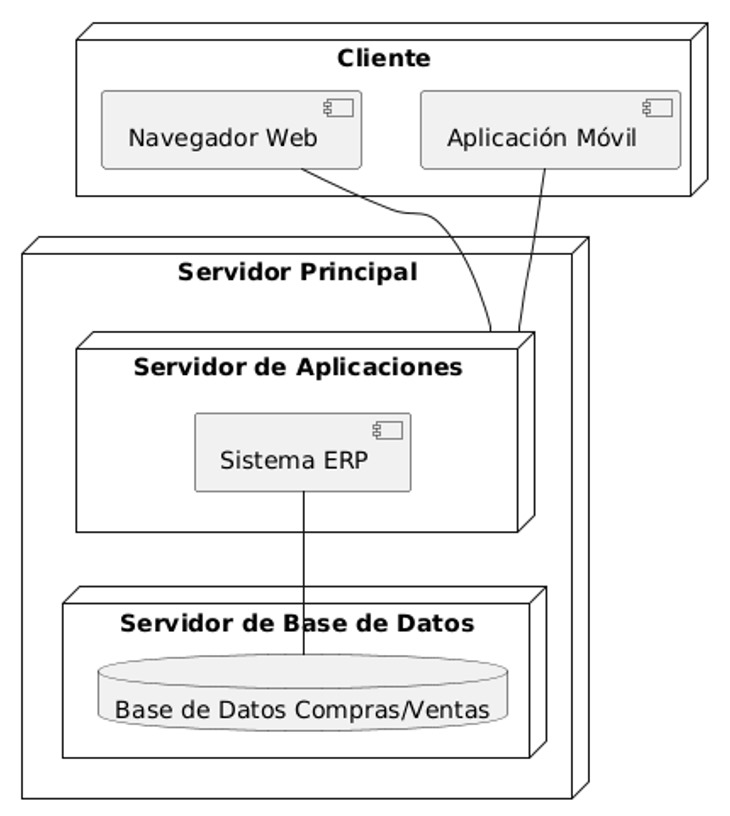 Cliente
Navegador Web
Aplicación Móvil
Servidor Principal
Servidor de Aplicaciones
Sistema ERP
Servidor de Base de Datos
Base de Datos Compras/Ventas